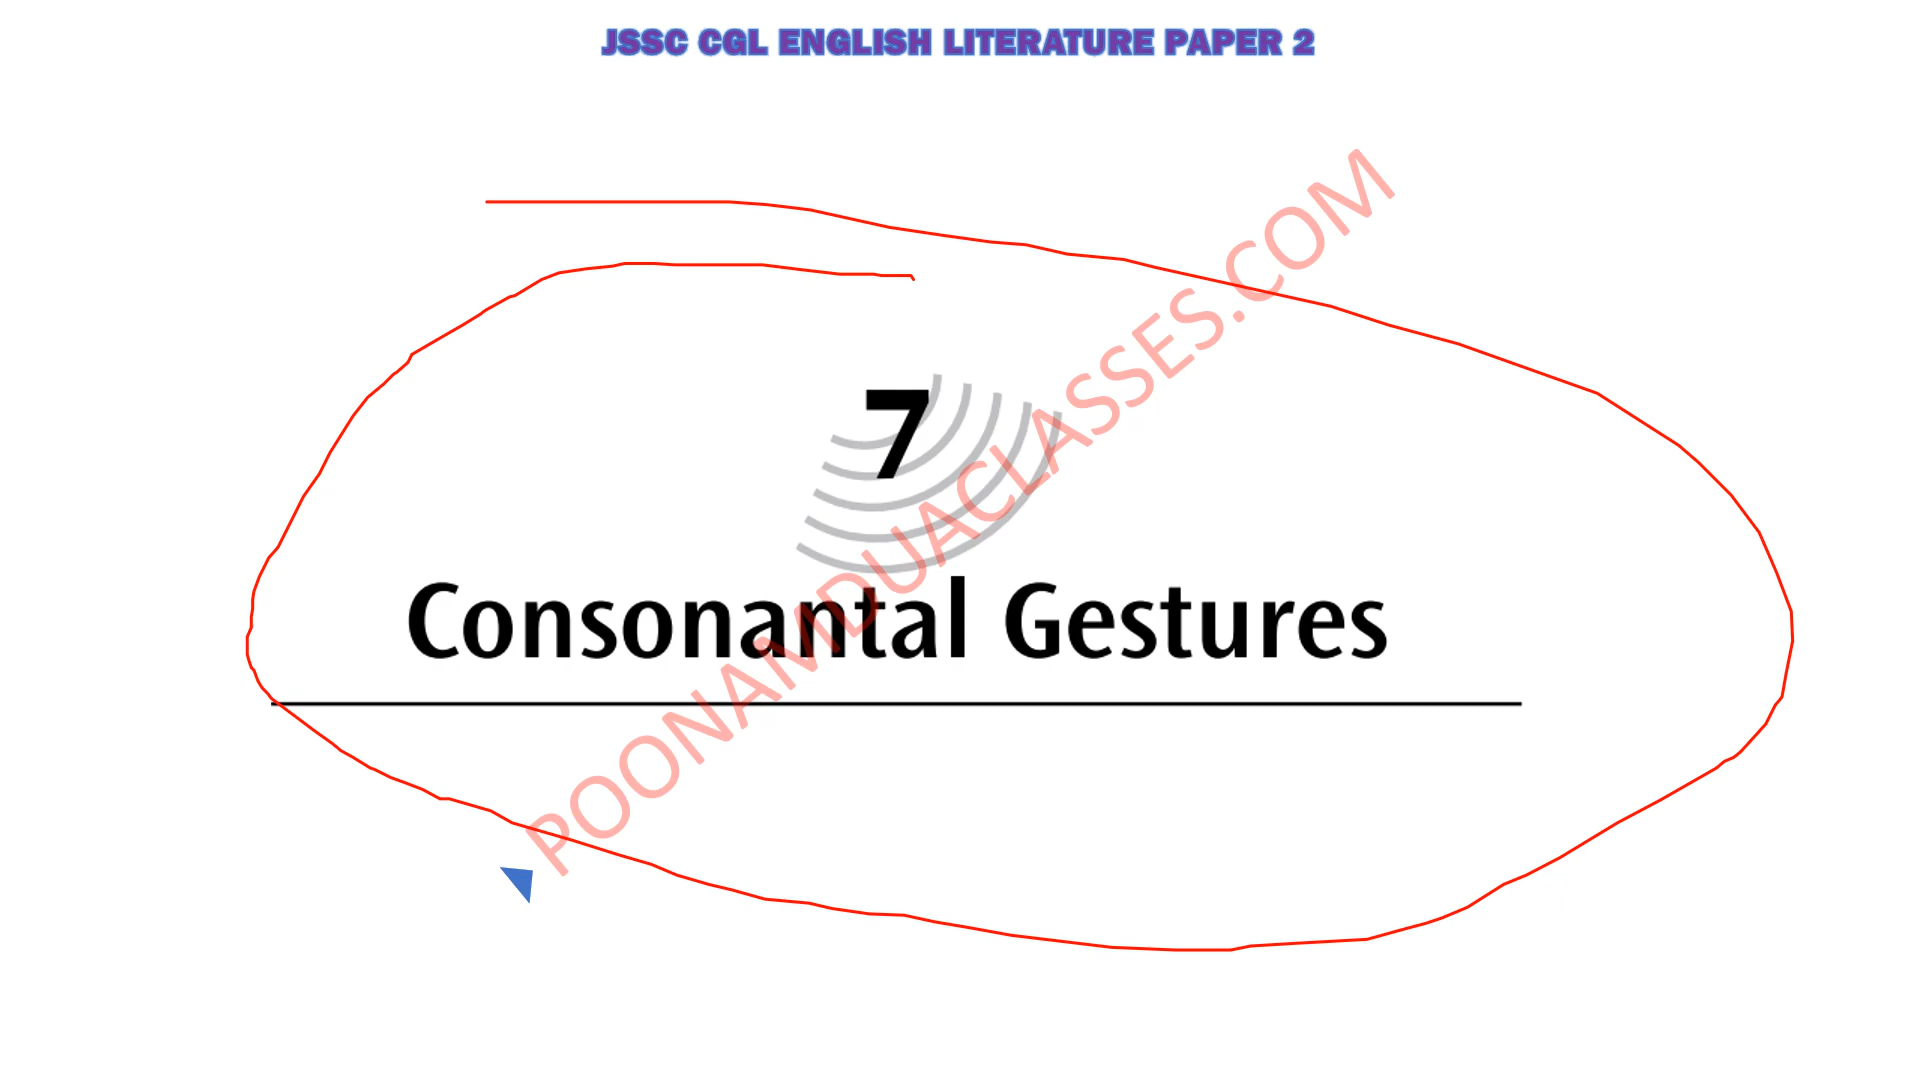 JSSC CGL ENGLISH LITERATURE PAPER 2
7
Consonantal Gestures
POONAMDUACLASSES.COM